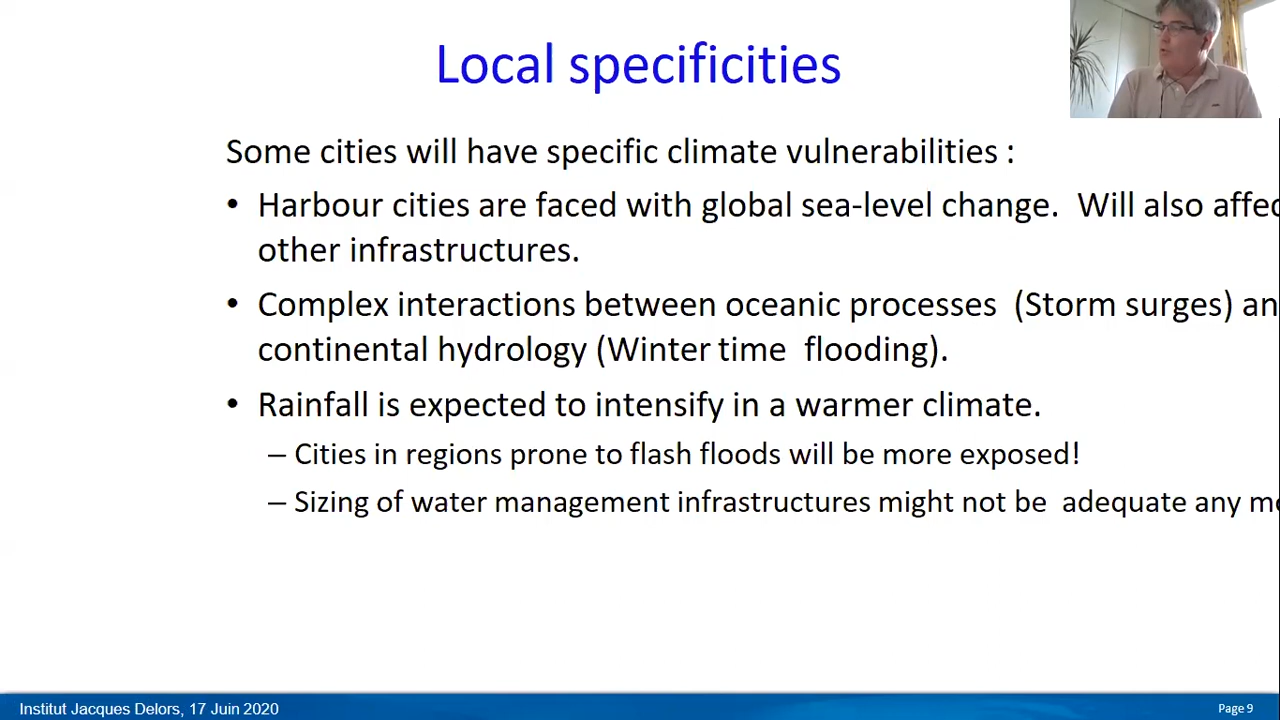 Local specificities
Some cities will have specific climate vulnerabilities :
• Harbour cities are faced with global sea-level change. Will also
other infrastructures.
• Complex interactions between oceanic processes (Storm surges)
continental hydrology (Winter time flooding).
• Rainfall is expected to intensify in a warmer climate.
– Cities in regions prone to flash floods will be more exposed!
– Sizing of water management infrastructures might not be adequate any
Institut Jacques Delors, 17 Juin 2020
Page 9